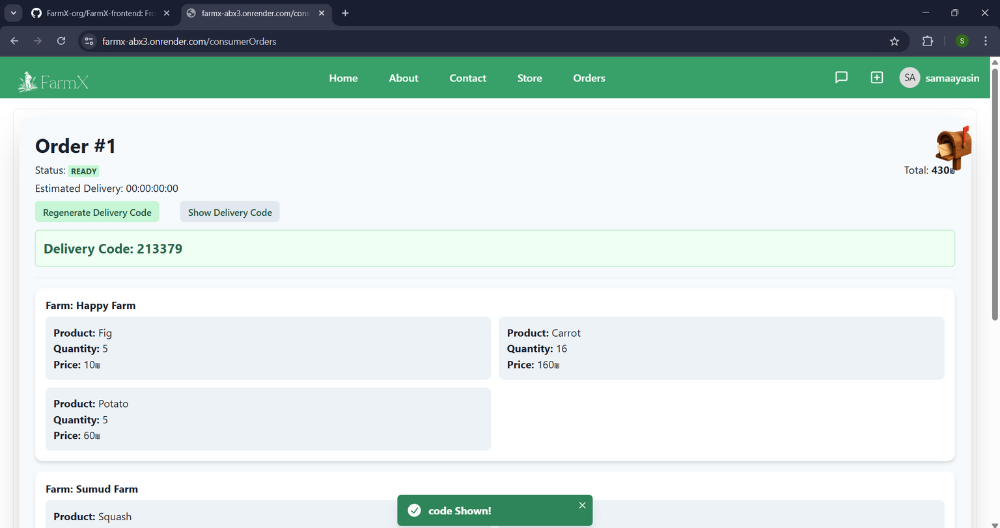 FarmX-org/FarmX-frontend: Fro
farmx-abx3.onrender.com/cons
farmx-abx3.onrender.com/consumerOrders
S
FarmX
Home
About
Contact
Store
Orders
SA
samaayasin
Order #1
Status: READY
Total: 430₪
Estimated Delivery: 00:00:00:00
Regenerate Delivery Code
Show Delivery Code
Delivery Code: 213379
Farm: Happy Farm
Product: Fig
Quantity: 5
Price: 10₪
Product: Carrot
Quantity: 16
Price: 160₪
Product: Potato
Quantity: 5
Price: 60₪
Farm: Sumud Farm
Product: Squash
code Shown!